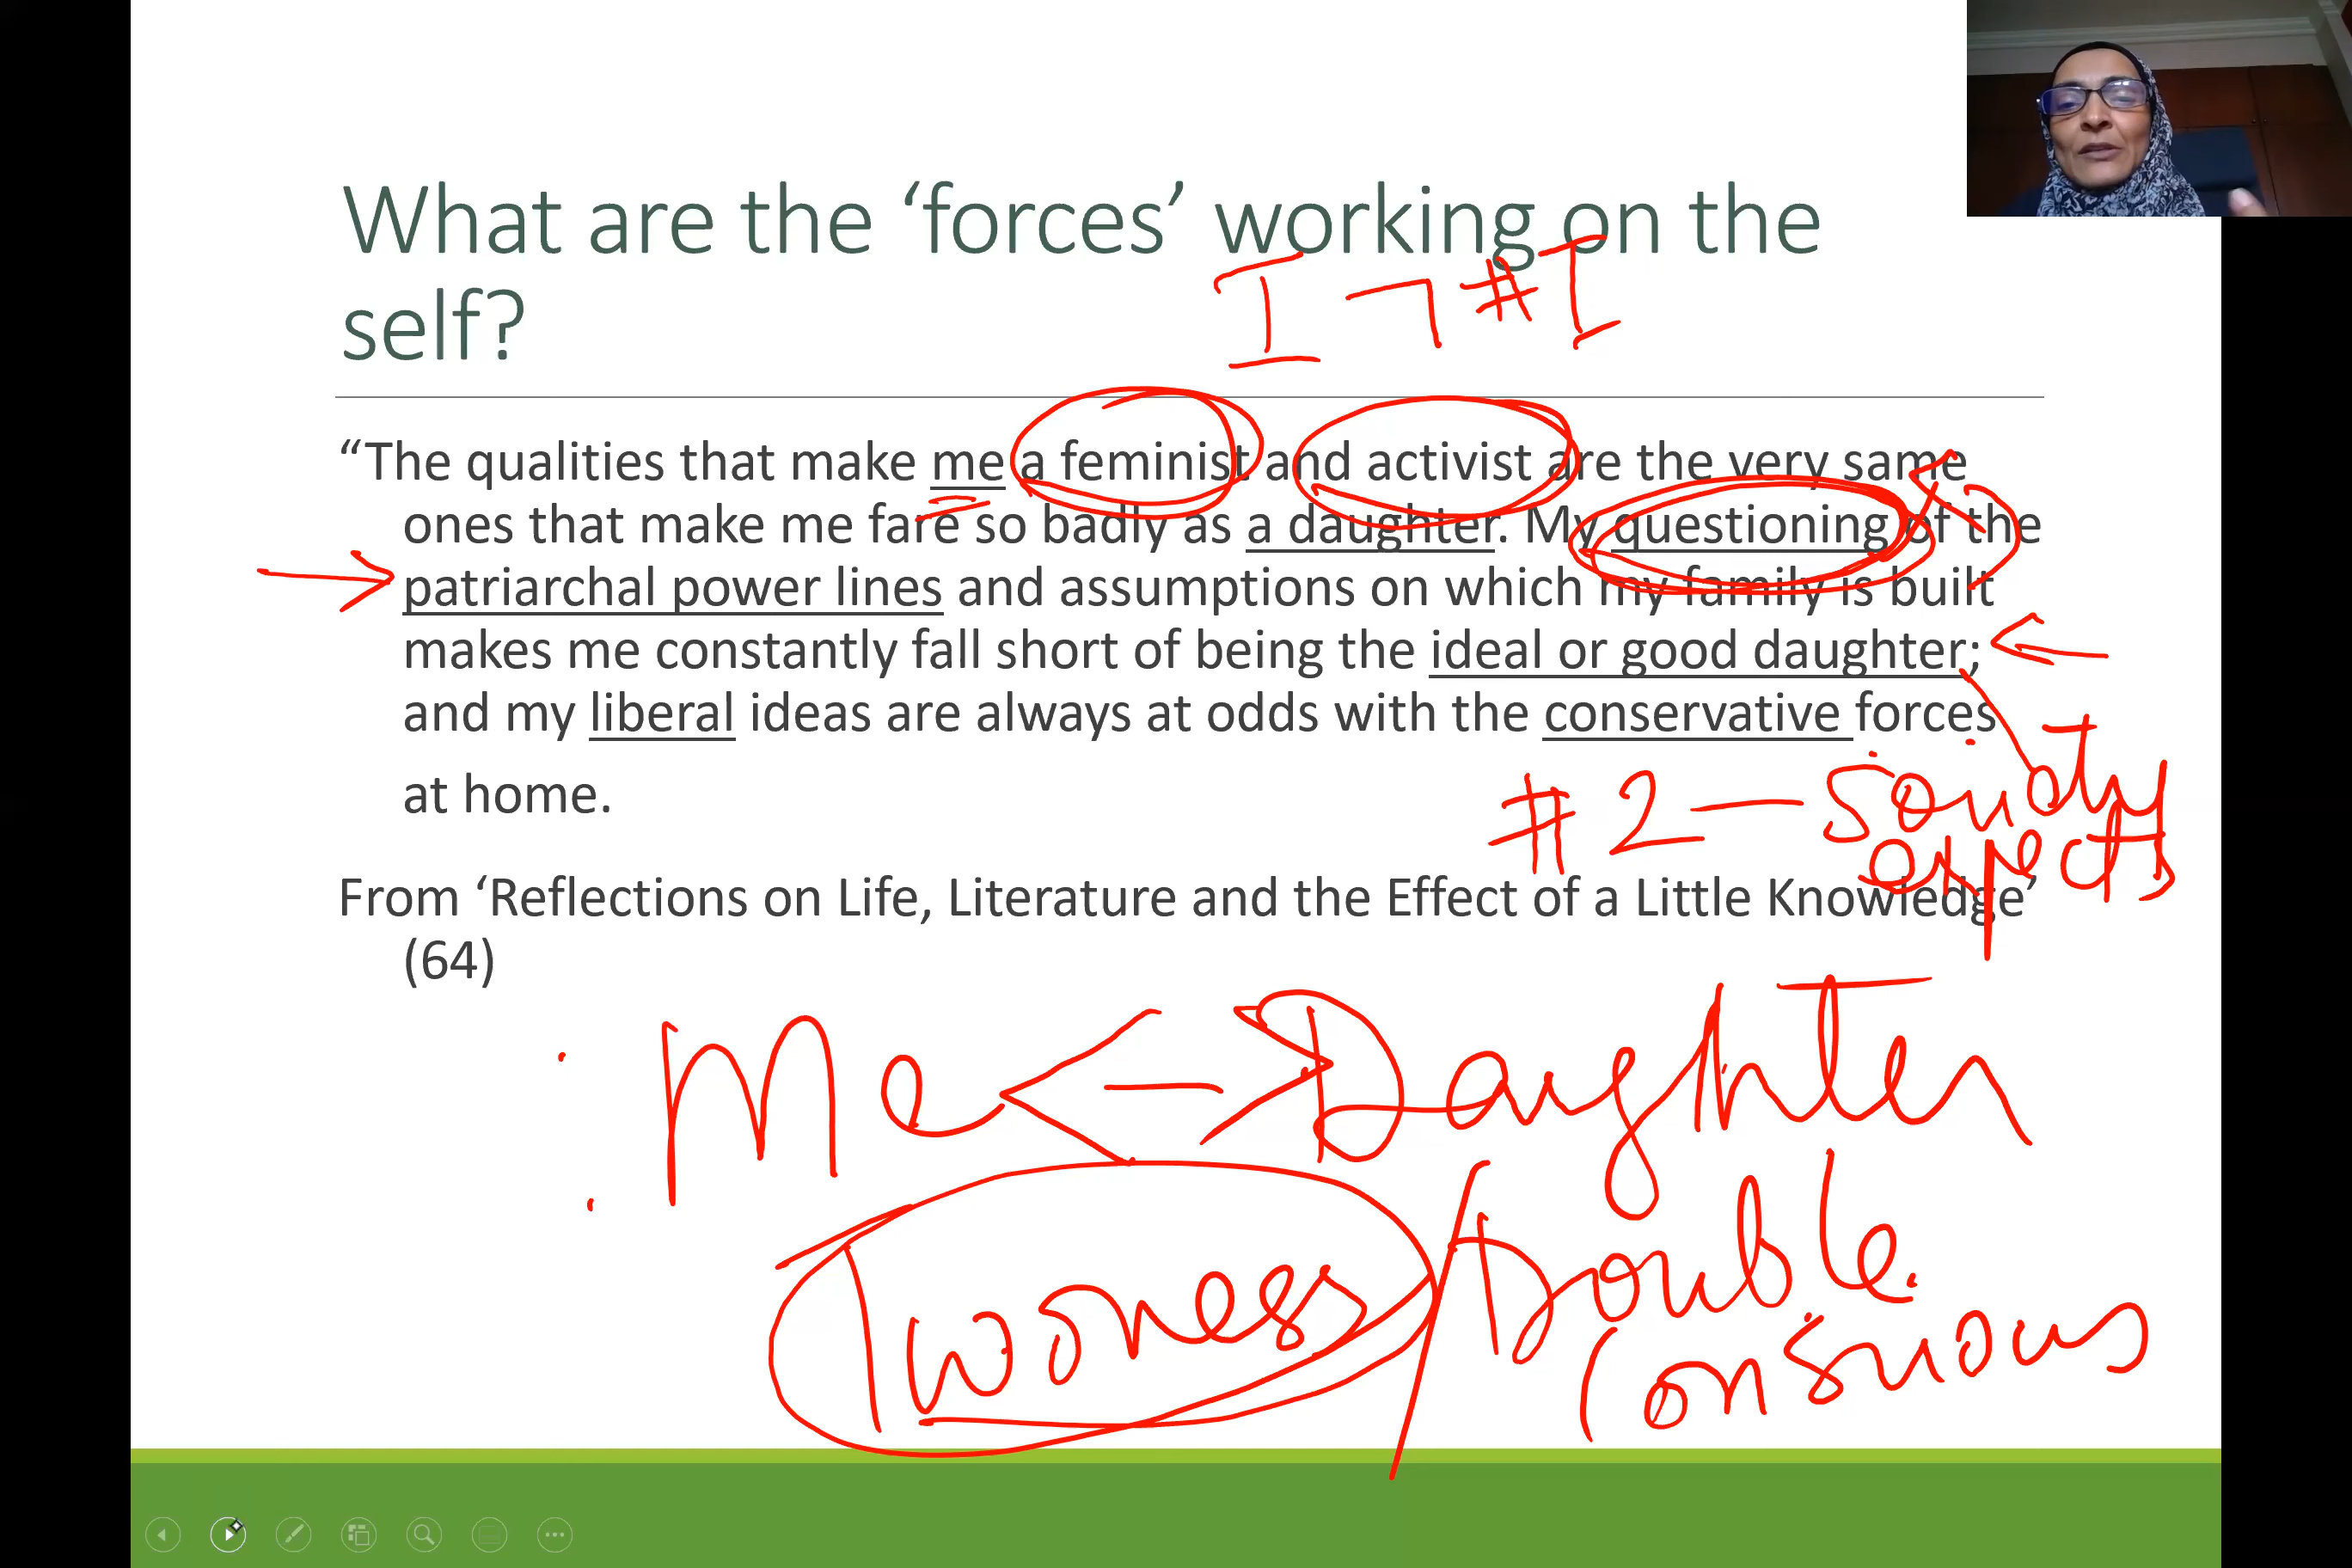 What are the ‘forces’ working on the
self?
I → #1
“The qualities that make me a feminist and activist are the very same
ones that make me fare so badly as a daughter. My questioning of the
patriarchal power lines and assumptions on which my family is built
makes me constantly fall short of being the ideal or good daughter;
and my liberal ideas are always at odds with the conservative forces
at home.
#2 — society
expects
From ‘Reflections on Life, Literature and the Effect of a Little Knowledge’
(64)
Me <—> Daughter
Twoness / Double
Consuous